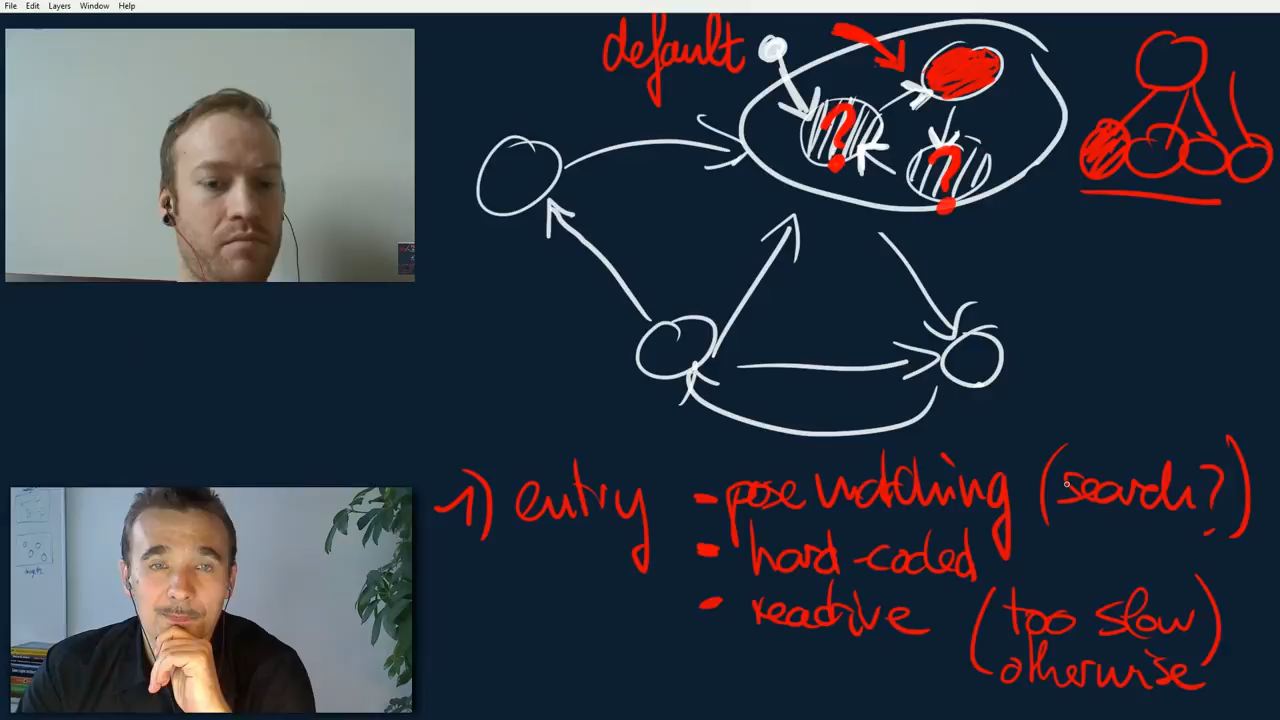 File Edit Layers Window Help
default
? ?
1) entry - pose matching (search?)
- hard-coded
• reactive (too slow
otherwise)